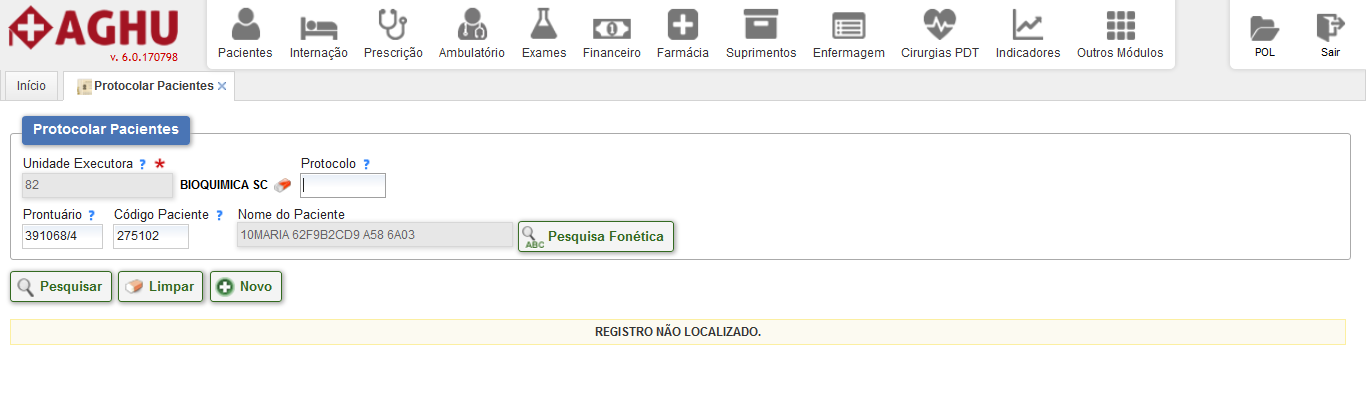 AGHU
v. 6.0.170798
Pacientes Internação Prescrição Ambulatório Exames Financeiro Farmácia Suprimentos Enfermagem Cirurgias PDT Indicadores Outros Módulos POL Sair
Início Protocolar Pacientes
Protocolar Pacientes
Unidade Executora ? * Protocolo ?
82 BIOQUIMICA SC
Prontuário ? Código Paciente ? Nome do Paciente
391068/4 275102 10MARIA 62F9B2CD9 A58 6A03 ABC Pesquisa Fonética
Pesquisar Limpar Novo
REGISTRO NÃO LOCALIZADO.